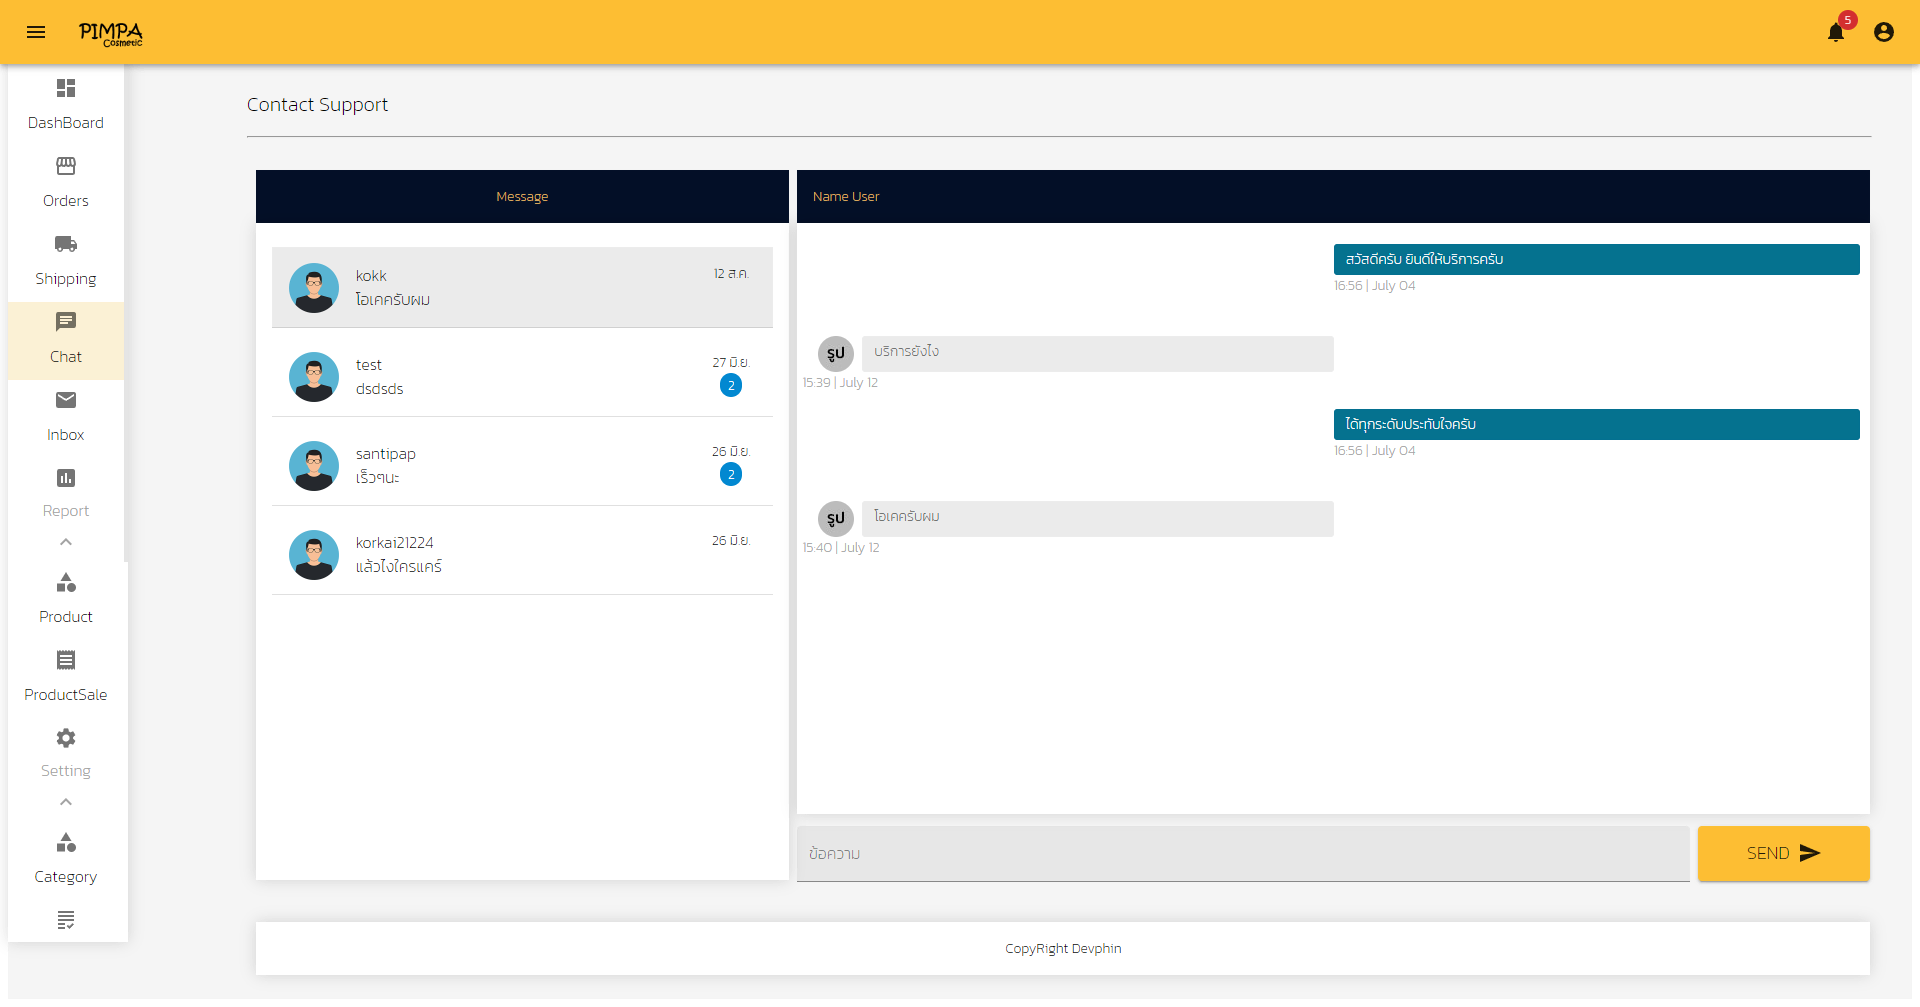 PIMPA
Cosmetic
5
DashBoard
Orders
Shipping
Chat
Inbox
Report
Product
ProductSale
Setting
Category
Contact Support
Message
kokk
12 ส.ค.
โอเคครับผม
test
27 มิ.ย.
dsdsds
2
santipap
26 มิ.ย.
เร็วๆนะ
2
korkai21224
26 มิ.ย.
แล้วไงใครแคร์
Name User
สวัสดีครับ ยินดีให้บริการครับ
16:56 | July 04
รูป
บริการยังไง
15:39 | July 12
ได้ทุกระดับประทับใจครับ
16:56 | July 04
รูป
โอเคครับผม
15:40 | July 12
ข้อความ
SEND
CopyRight Devphin